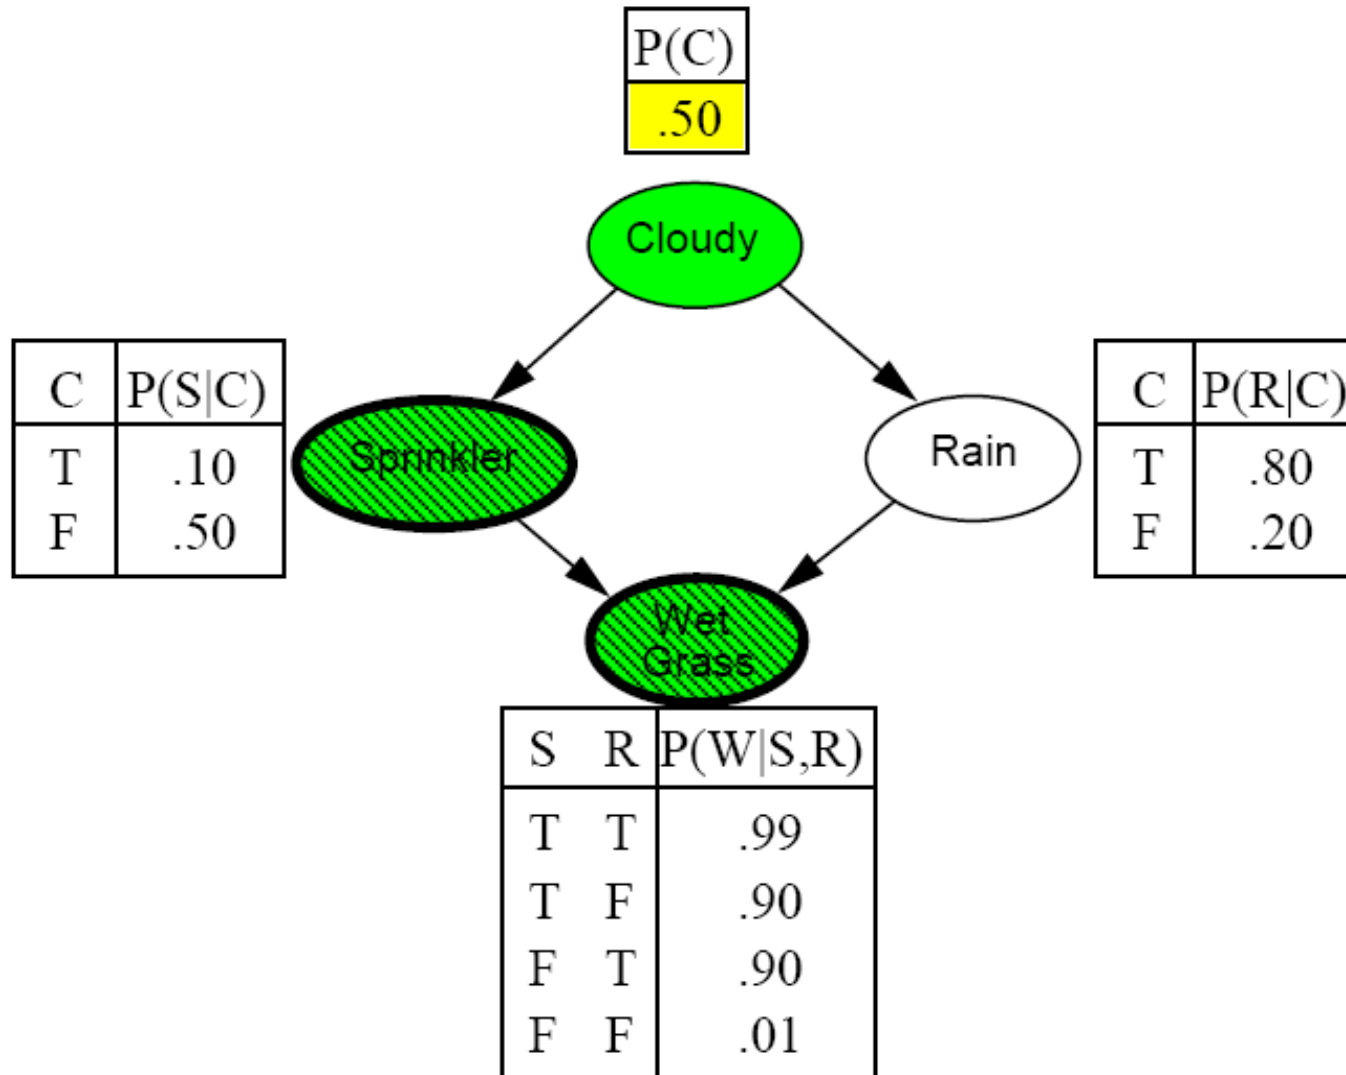 P(C)
.50
Cloudy
C P(S|C)
T .10
F .50
Sprinkler
Rain
C P(R|C)
T .80
F .20
Wet
Grass
S R P(W|S,R)
T T .99
T F .90
F T .90
F F .01